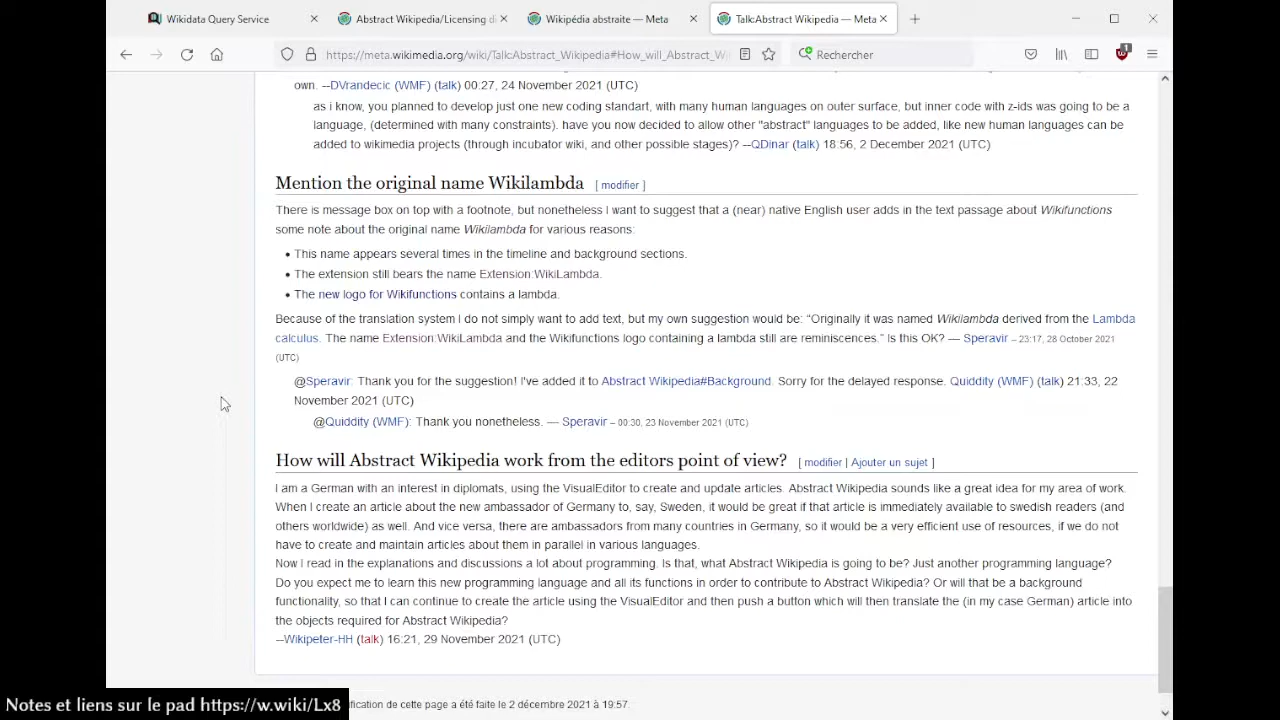 Wikidata Query Service
Abstract Wikipedia/Licensing di
Wikipédia abstraite — Meta
Talk:Abstract Wikipedia — Meta
https://meta.wikimedia.org/wiki/Talk:Abstract_Wikipedia#How_will_Abstract_W
Rechercher
1
own. --DVrandecic (WMF) (talk) 00:27, 24 November 2021 (UTC)
as i know, you planned to develop just one new coding standart, with many human languages on outer surface, but inner code with z-ids was going to be a
language, (determined with many constraints). have you now decided to allow other "abstract" languages to be added, like new human languages can be
added to wikimedia projects (through incubator wiki, and other possible stages)? --QDinar (talk) 18:56, 2 December 2021 (UTC)
Mention the original name Wikilambda [ modifier ]
There is message box on top with a footnote, but nonetheless I want to suggest that a (near) native English user adds in the text passage about Wikifunctions
some note about the original name Wikilambda for various reasons:
• This name appears several times in the timeline and background sections.
• The extension still bears the name Extension:WikiLambda.
• The new logo for Wikifunctions contains a lambda.
Because of the translation system I do not simply want to add text, but my own suggestion would be: “Originally it was named Wikilambda derived from the Lambda
calculus. The name Extension:WikiLambda and the Wikifunctions logo containing a lambda still are reminiscences.” Is this OK? — Speravir – 23:17, 28 October 2021
(UTC)
@Speravir: Thank you for the suggestion! I've added it to Abstract Wikipedia#Background. Sorry for the delayed response. Quiddity (WMF) (talk) 21:33, 22
November 2021 (UTC)
@Quiddity (WMF): Thank you nonetheless. — Speravir – 00:30, 23 November 2021 (UTC)
How will Abstract Wikipedia work from the editors point of view? [ modifier | Ajouter un sujet ]
I am a German with an interest in diplomats, using the VisualEditor to create and update articles. Abstract Wikipedia sounds like a great idea for my area of work.
When I create an article about the new ambassador of Germany to, say, Sweden, it would be great if that article is immediately available to swedish readers (and
others worldwide) as well. And vice versa, there are ambassadors from many countries in Germany, so it would be a very efficient use of resources, if we do not
have to create and maintain articles about them in parallel in various languages.
Now I read in the explanations and discussions a lot about programming. Is that, what Abstract Wikipedia is going to be? Just another programming language?
Do you expect me to learn this new programming language and all its functions in order to contribute to Abstract Wikipedia? Or will that be a background
functionality, so that I can continue to create the article using the VisualEditor and then push a button which will then translate the (in my case German) article into
the objects required for Abstract Wikipedia?
--Wikipeter-HH (talk) 16:21, 29 November 2021 (UTC)
Notes et liens sur le pad https://w.wiki/Lx8
ification de cette page a été faite le 2 décembre 2021 à 19:57.